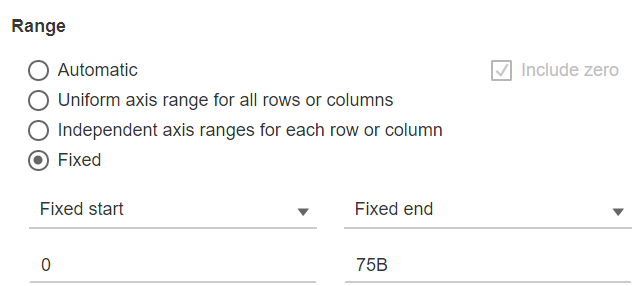 Range
Automatic
Include zero
Uniform axis range for all rows or columns
Independent axis ranges for each row or column
Fixed
Fixed start
Fixed end
0
75B